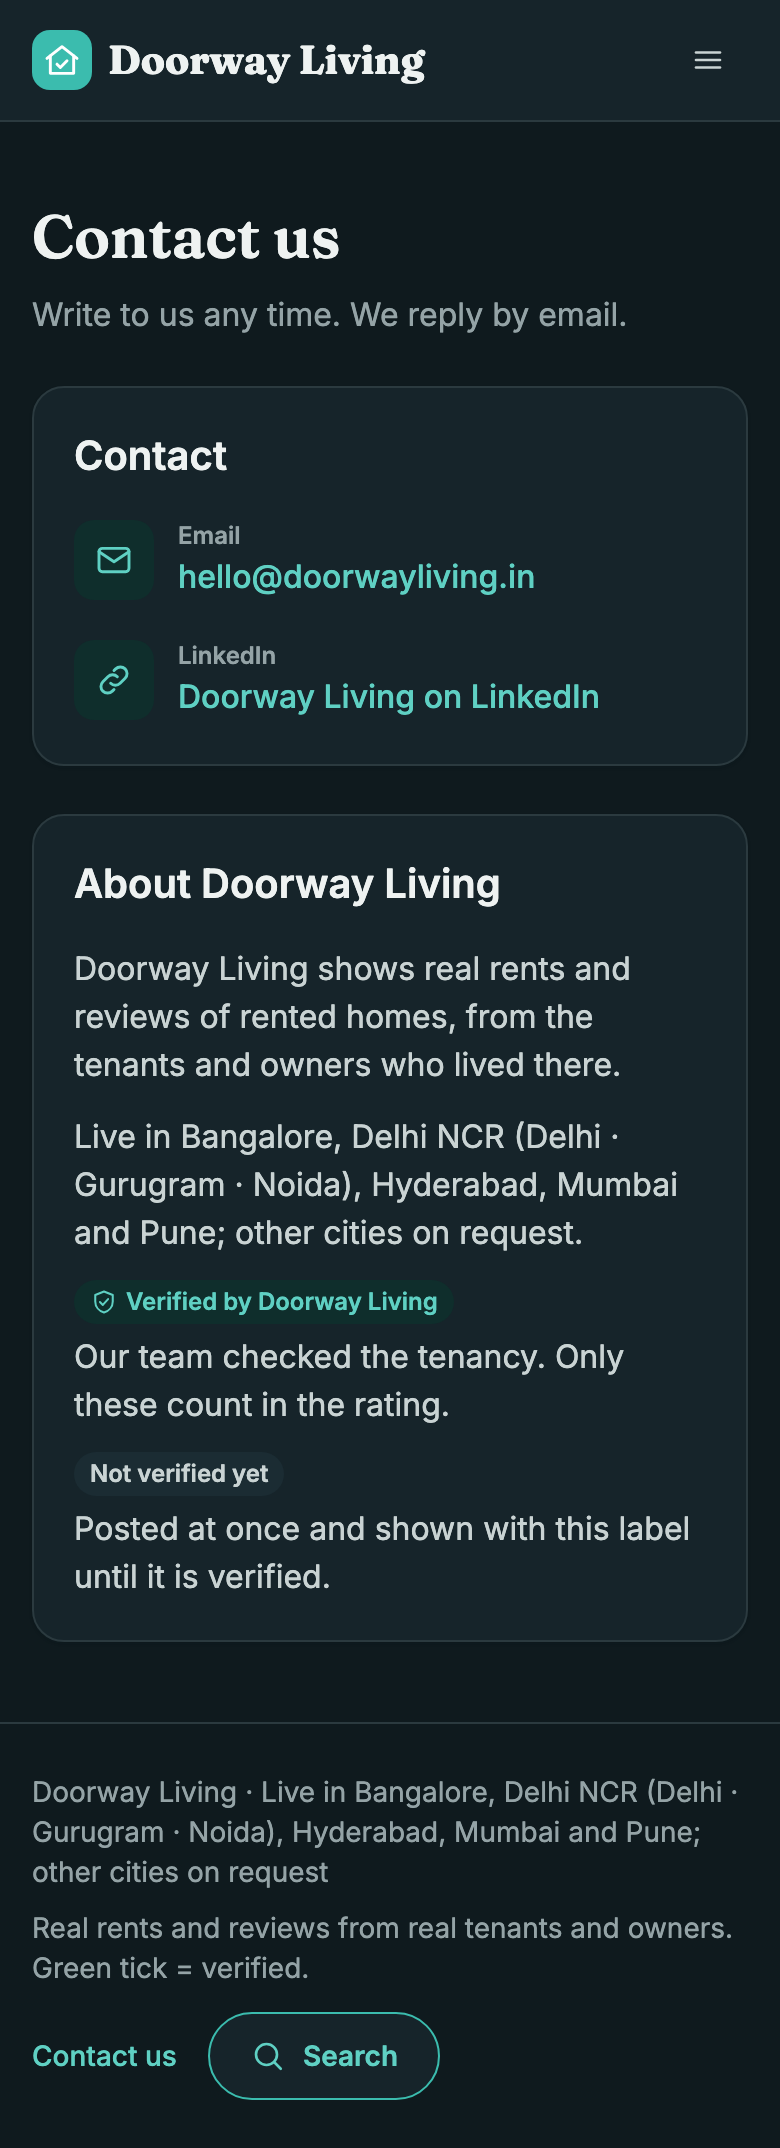 Doorway Living
Contact us
Write to us any time. We reply by email.
Contact
Email
hello@doorwayliving.in
LinkedIn
Doorway Living on LinkedIn
About Doorway Living
Doorway Living shows real rents and
reviews of rented homes, from the
tenants and owners who lived there.
Live in Bangalore, Delhi NCR (Delhi ·
Gurugram · Noida), Hyderabad, Mumbai
and Pune; other cities on request.
Verified by Doorway Living
Our team checked the tenancy. Only
these count in the rating.
Not verified yet
Posted at once and shown with this label
until it is verified.
Doorway Living · Live in Bangalore, Delhi NCR (Delhi ·
Gurugram · Noida), Hyderabad, Mumbai and Pune;
other cities on request
Real rents and reviews from real tenants and owners.
Green tick = verified.
Contact us
Search